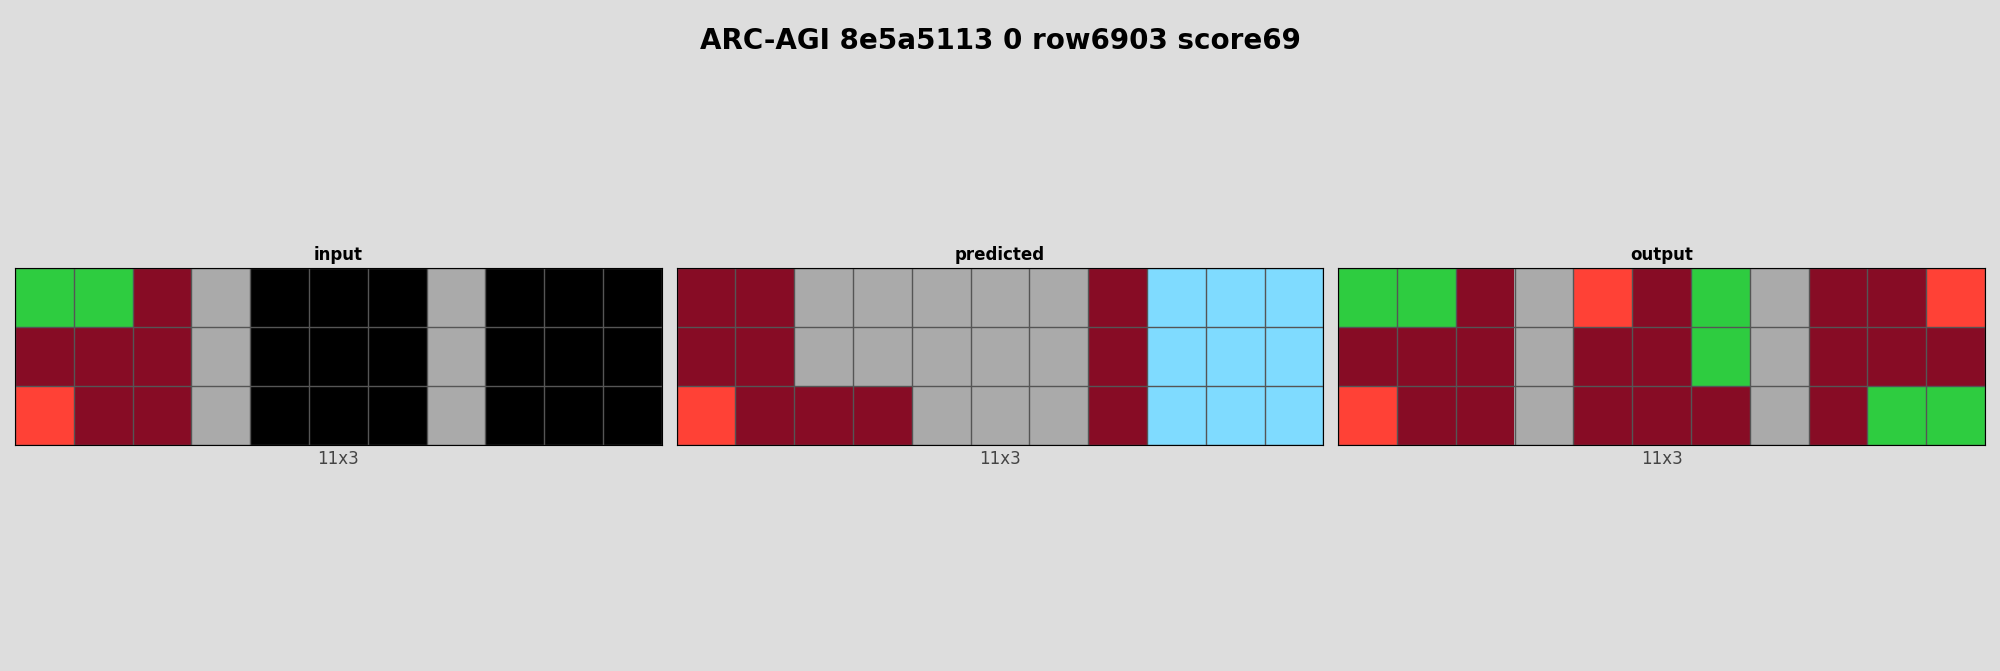 ARC-AGI 8e5a5113 0 row6903 score69
input
predicted
output
11x3
11x3
11x3